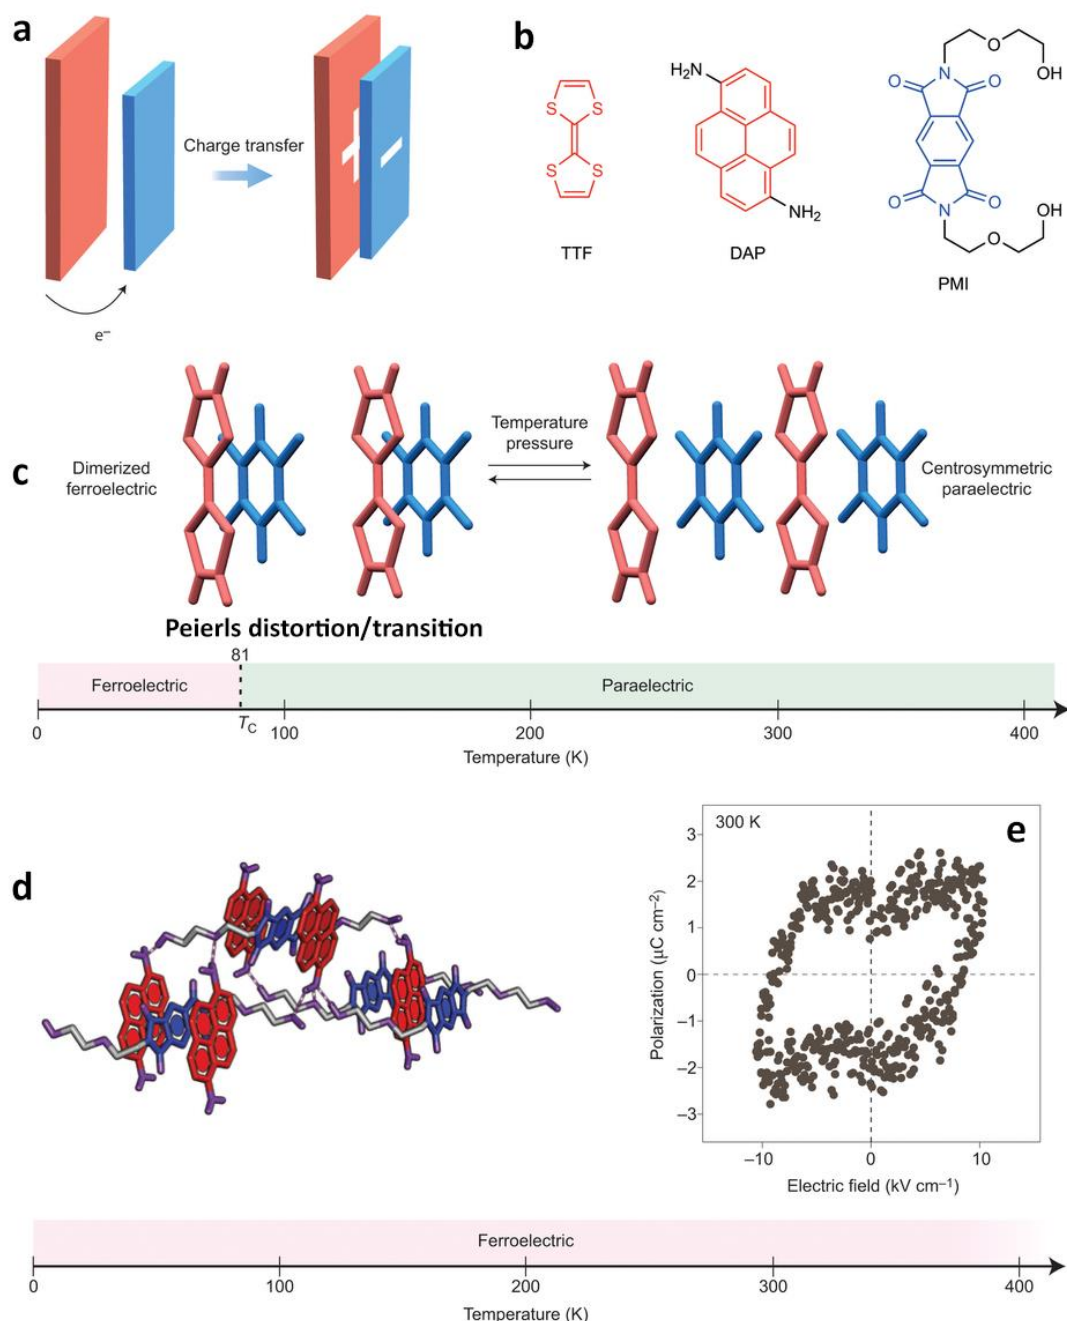 a
Charge transfer
+
−
e−
b
S
S
S
S
TTF
H2N
NH2
DAP
O
OH
N
O
O
O
O
N
OH
O
PMI
c
Dimerized
ferroelectric
Temperature
pressure
Centrosymmetric
paraelectric
Peierls distortion/transition
81
Ferroelectric
Paraelectric
0
TC
100
200
300
400
Temperature (K)
d
e
300 K
3
2
1
0
−1
−2
−3
Polarization (µC cm−2)
−10
0
10
Electric field (kV cm−1)
Ferroelectric
0
100
200
300
400
Temperature (K)